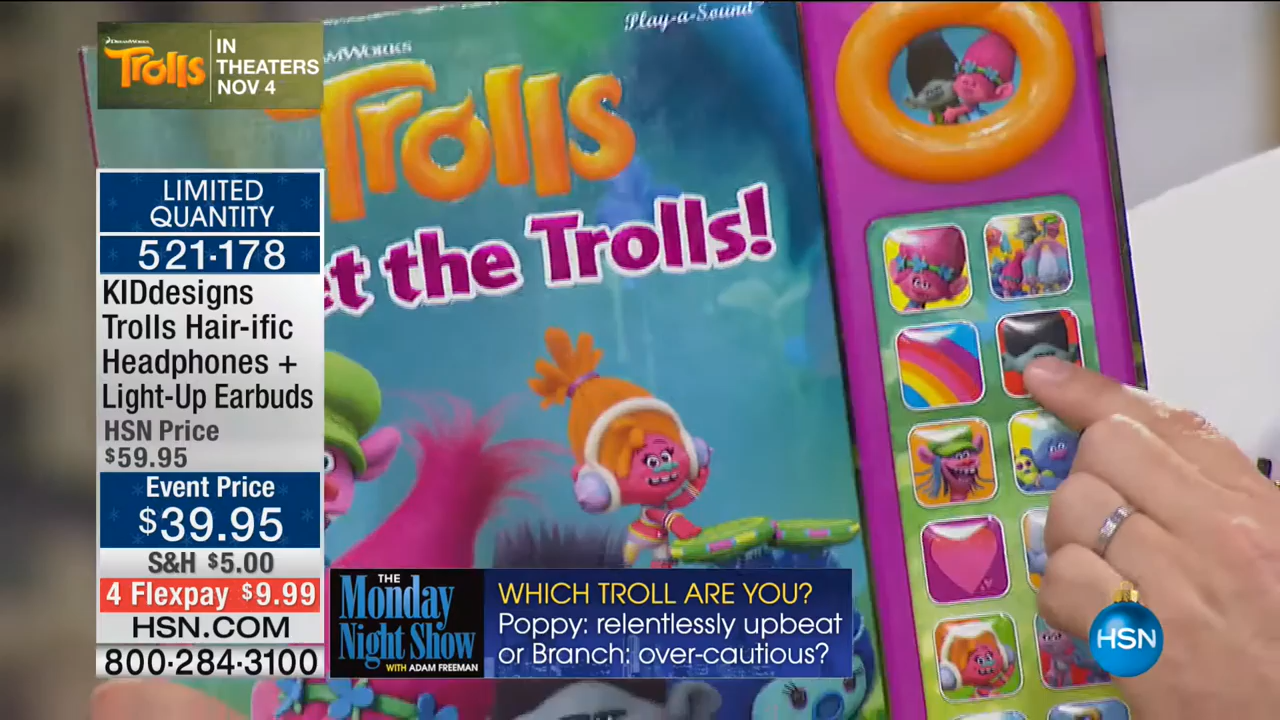 DREAMWORKS
Trolls
IN
THEATERS
NOV 4
Play-a-Sound
Trolls
the Trolls!
LIMITED
QUANTITY
521·178
KIDdesigns
Trolls Hair-ific
Headphones +
Light-Up Earbuds
HSN Price
$59.95
Event Price
$39.95
S&H $5.00
4 Flexpay $9.99
HSN.COM
800·284·3100
THE
Monday
Night Show
WITH ADAM FREEMAN
WHICH TROLL ARE YOU?
Poppy: relentlessly upbeat
or Branch: over-cautious?
HSN